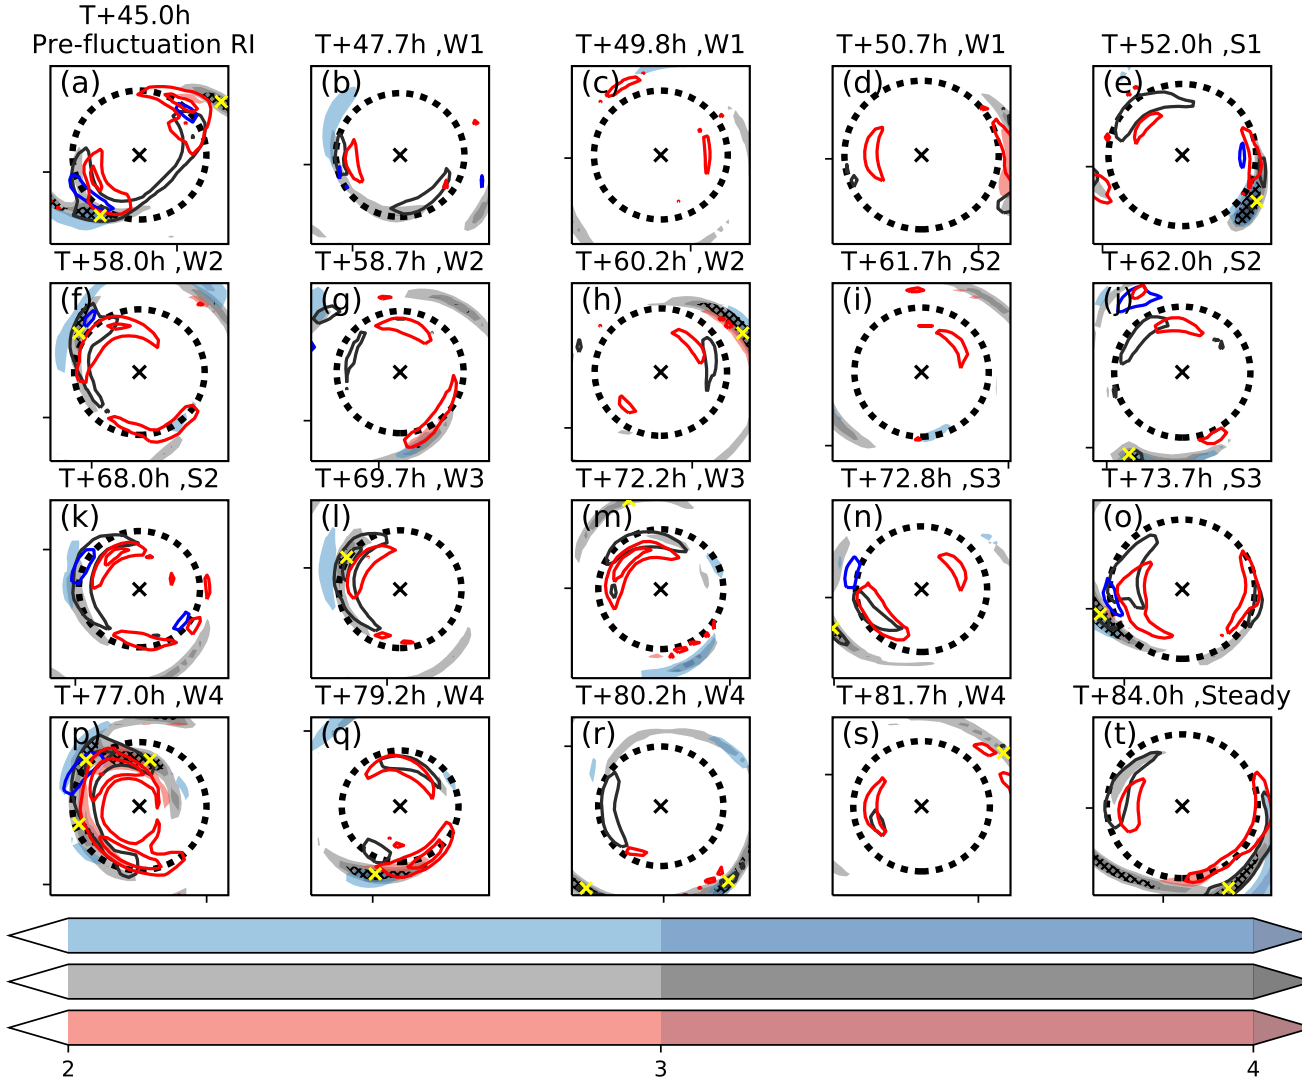 T+45.0h
Pre-fluctuation RI
T+47.7h ,W1
T+49.8h ,W1
T+50.7h ,W1
T+52.0h ,S1
(a)
(b)
(c)
(d)
(e)
T+58.0h ,W2
T+58.7h ,W2
T+60.2h ,W2
T+61.7h ,S2
T+62.0h ,S2
(f)
(g)
(h)
(i)
(j)
T+68.0h ,S2
T+69.7h ,W3
T+72.2h ,W3
T+72.8h ,S3
T+73.7h ,S3
(k)
(l)
(m)
(n)
(o)
T+77.0h ,W4
T+79.2h ,W4
T+80.2h ,W4
T+81.7h ,W4
T+84.0h ,Steady
(p)
(q)
(r)
(s)
(t)
2
3
4